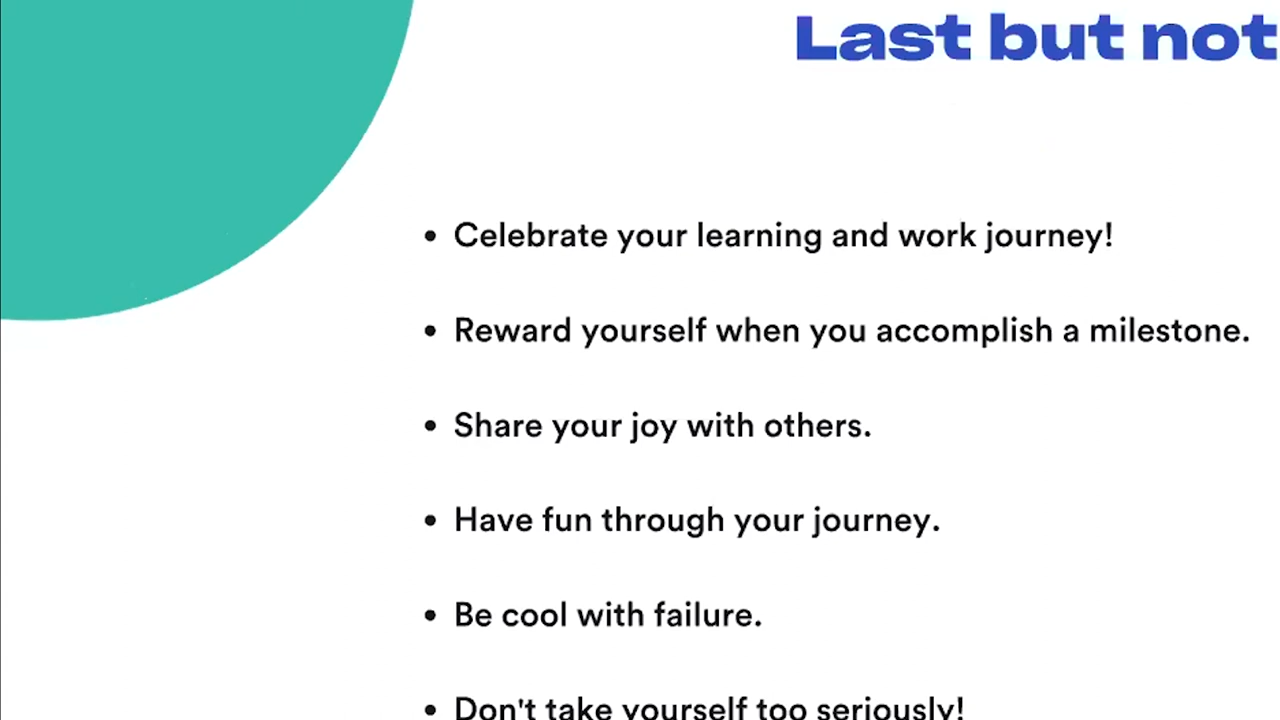 Last but not
• Celebrate your learning and work journey!
• Reward yourself when you accomplish a milestone.
• Share your joy with others.
• Have fun through your journey.
• Be cool with failure.
• Don't take yourself too seriously!